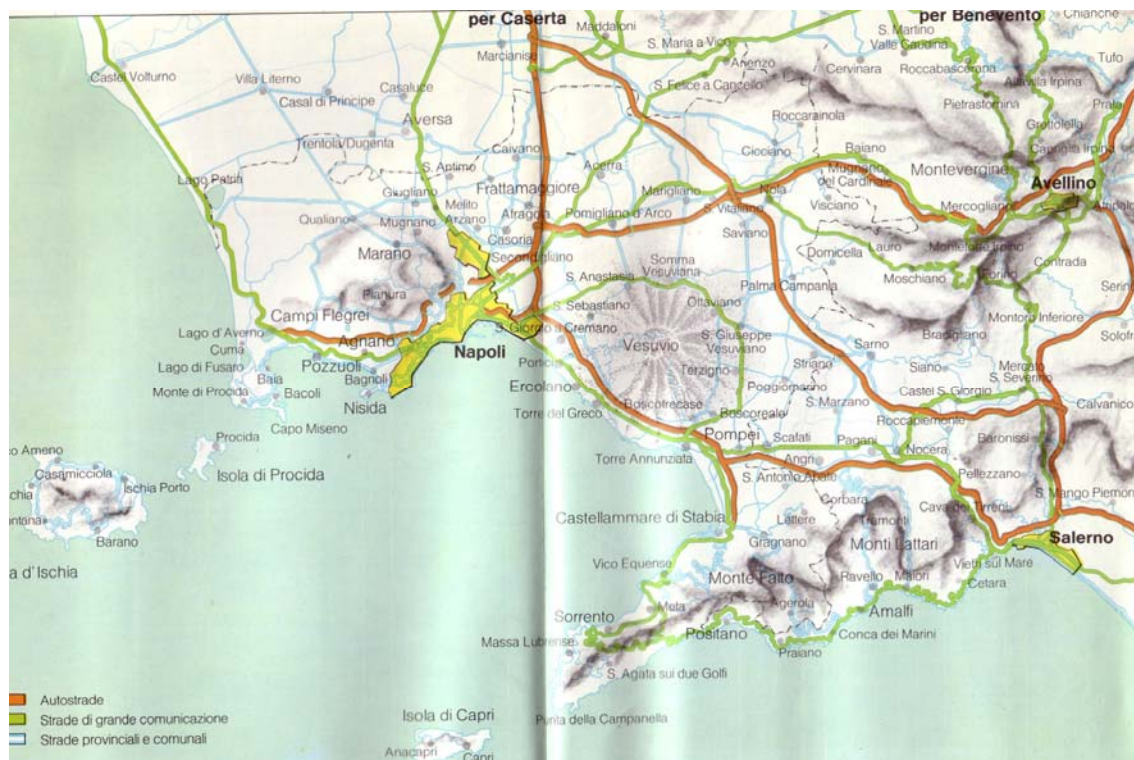 per Caserta
per Benevento
Chianche
Maddaloni
S. Maria a Vico
S. Martino
Valle Caudina
Marcianise
Arienzo
Cervinara
Roccabascerana
Tufo
Castel Volturno
Villa Literno
Casaluce
S. Felice a Cancello
Altavilla Irpina
Casal di Principe
Pietrastornina
Prata
Aversa
Roccarainola
Grottolella
Trentola/Dugenta
Caivano
Cicciano
Baiano
Capriglia Irpina
S. Antimo
Acerra
Mugnano
del Cardinale
Montevergine
Lago Patria
Giugliano
Frattamaggiore
Marigliano
Nola
Avellino
Qualiano
Mugnano
Melito
Arzano
Afragola
Pomigliano d'Arco
S. Vitaliano
Visciano
Mercogliano
Atripalda
Casoria
Saviano
Lauro
Monteforte Irpino
Marano
Secondigliano
Somma
Vesuviana
Domicella
Contrada
S. Anastasia
Moschiano
Forino
Pianura
Palma Campania
Serino
Campi Flegrei
S. Sebastiano
Ottaviano
Montoro Inferiore
Lago d'Averno
Agnano
S. Giorgio a Cremano
S. Giuseppe
Vesuviano
Bracigliano
Solofra
Cuma
Napoli
Vesuvio
Sarno
Lago di Fusaro
Pozzuoli
Portici
Terzigno
Striano
Siano
Mercato
S. Severino
Baia
Bagnoli
Ercolano
Poggiomarino
Castel S. Giorgio
Monte di Procida
Bacoli
Nisida
Torre del Greco
Boscotrecase
Boscoreale
S. Marzano
Calvanico
Capo Miseno
Roccapiemonte
Procida
Pompei
Scafati
Pagani
Baronissi
Ameno
Torre Annunziata
Angri
Nocera
Casamicciola
Isola di Procida
S. Antonio Abate
Pellezzano
Ischia Porto
Corbara
S. Mango Piemon
Castellammare di Stabia
Lettere
Tramonti
Cava dei Tirreni
Barano
Gragnano
Monti Lattari
Salerno
a d'Ischia
Vico Equense
Monte Faito
Ravello
Maiori
Vietri sul Mare
Cetara
Sorrento
Meta
Agerola
Amalfi
Massa Lubrense
Positano
Conca dei Marini
Praiano
S. Agata sui due Golfi
Autostrade
Isola di Capri
Punta della Campanella
Strade di grande comunicazione
Strade provinciali e comunali
Anacapri
Capri